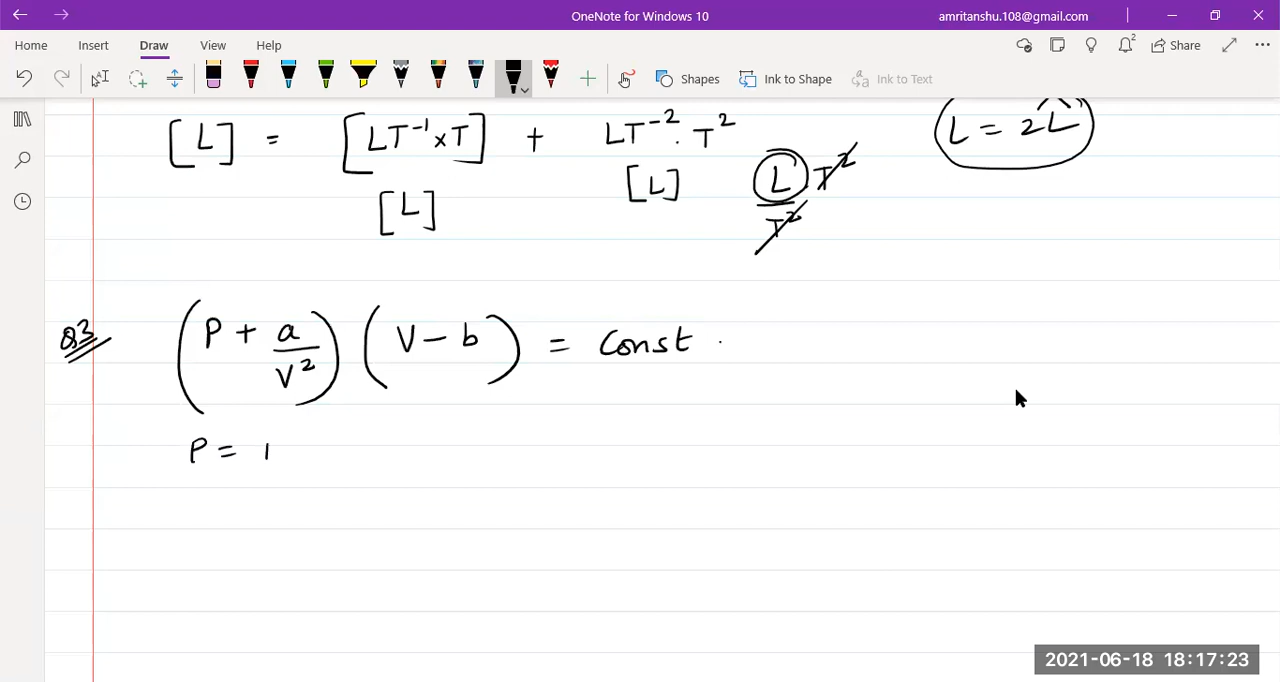 OneNote for Windows 10
amritanshu.108@gmail.com
Home Insert Draw View Help
Share
Shapes Ink to Shape Ink to Text
[L] = [LT⁻¹×T] + LT⁻². T² L = 2L
[L] [L] L T²
T²
Q3 (P + a/V²) (V – b) = const.
P =
2021-06-18 18:17:23